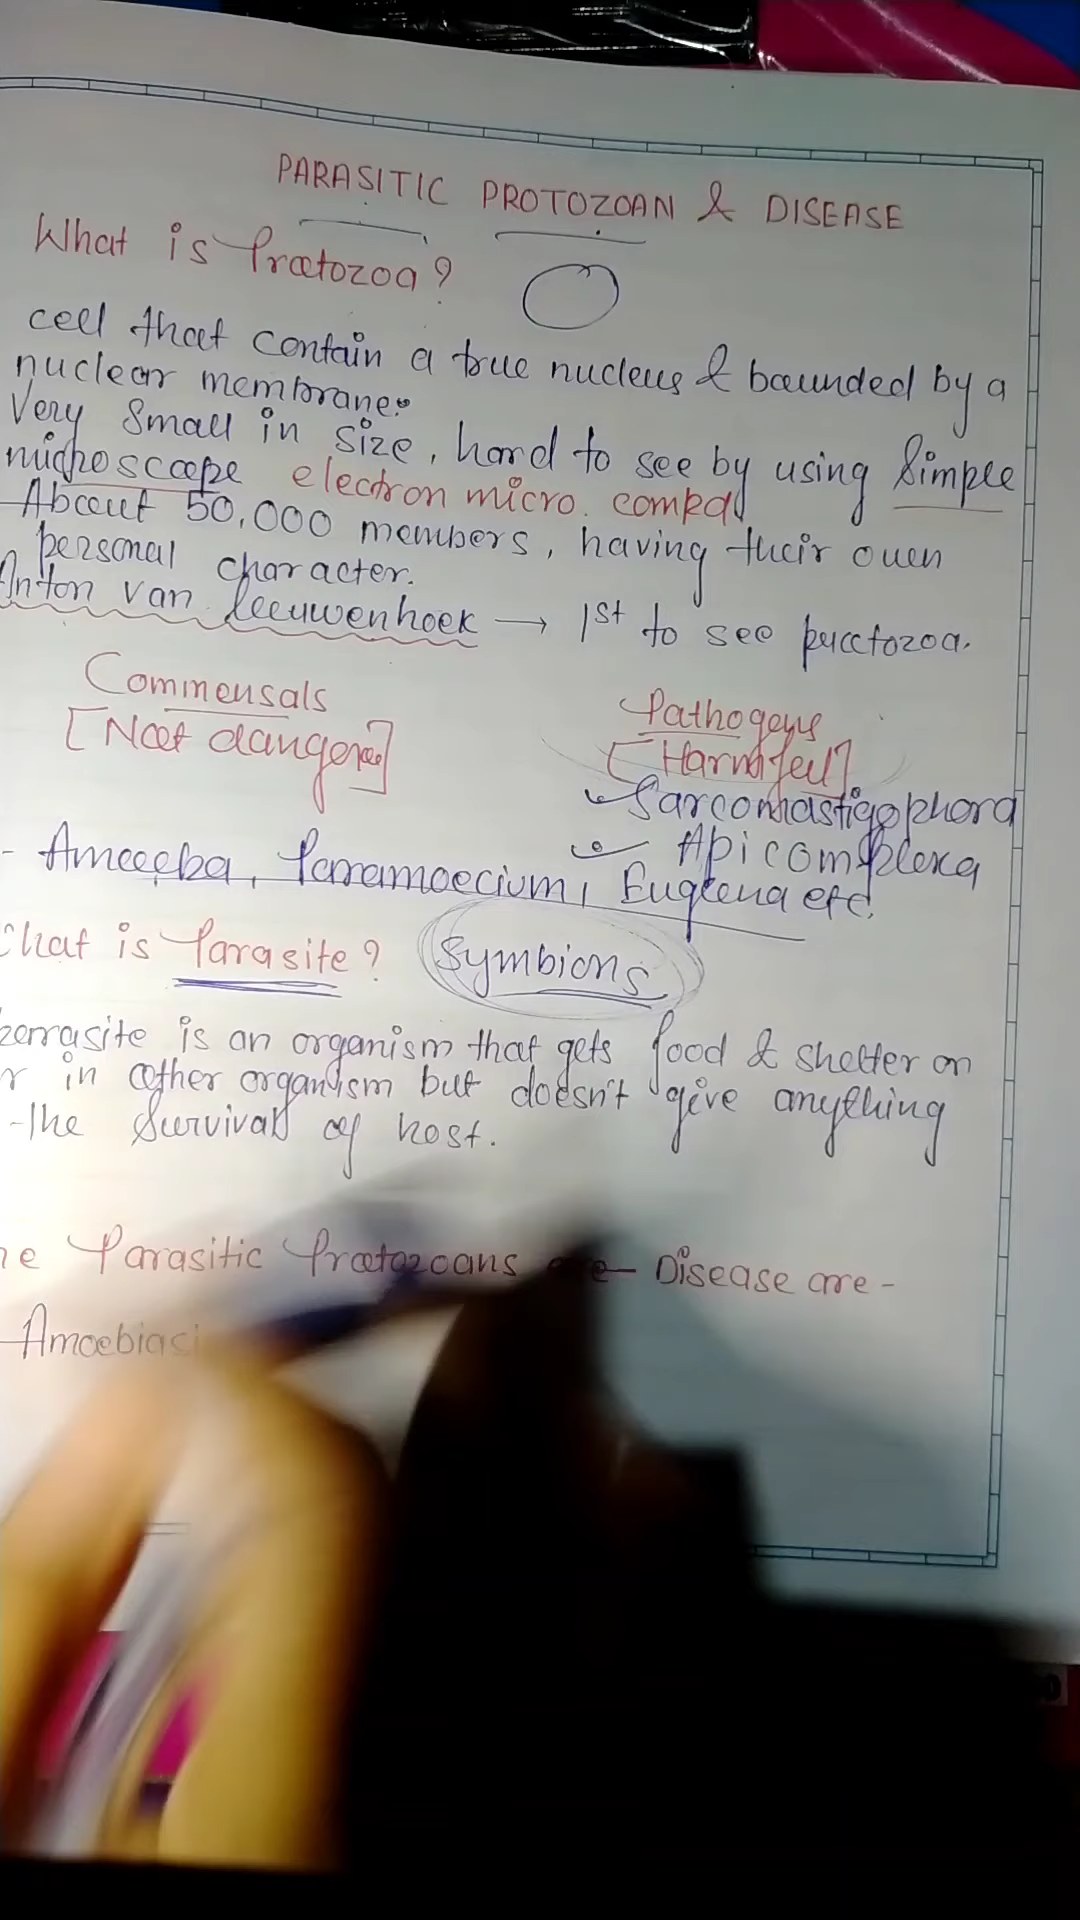 PARASITIC PROTOZOAN & DISEASE
What is Protozoa?
cell that contain a true nucleus & bounded by a
nuclear membrane.
Very small in size, hard to see by using simple
microscope electron micro. compd
About 50,000 members, having their own
personal character.
Anton van leeuwenhoek → 1st to see protozoa.
Commensals
[Not dangerous]
Pathogens
[Harmful]
Sarcomastigophora
Apicomplexa
- Amoeba, Paramoecium, Euglena etc.
What is Parasite? Symbions
parasite is an organism that gets food & shelter on
r in other organism but doesn't give anything
- the survival of host.
ne Parasitic Protozoans are - Disease are -
Amoebiasi